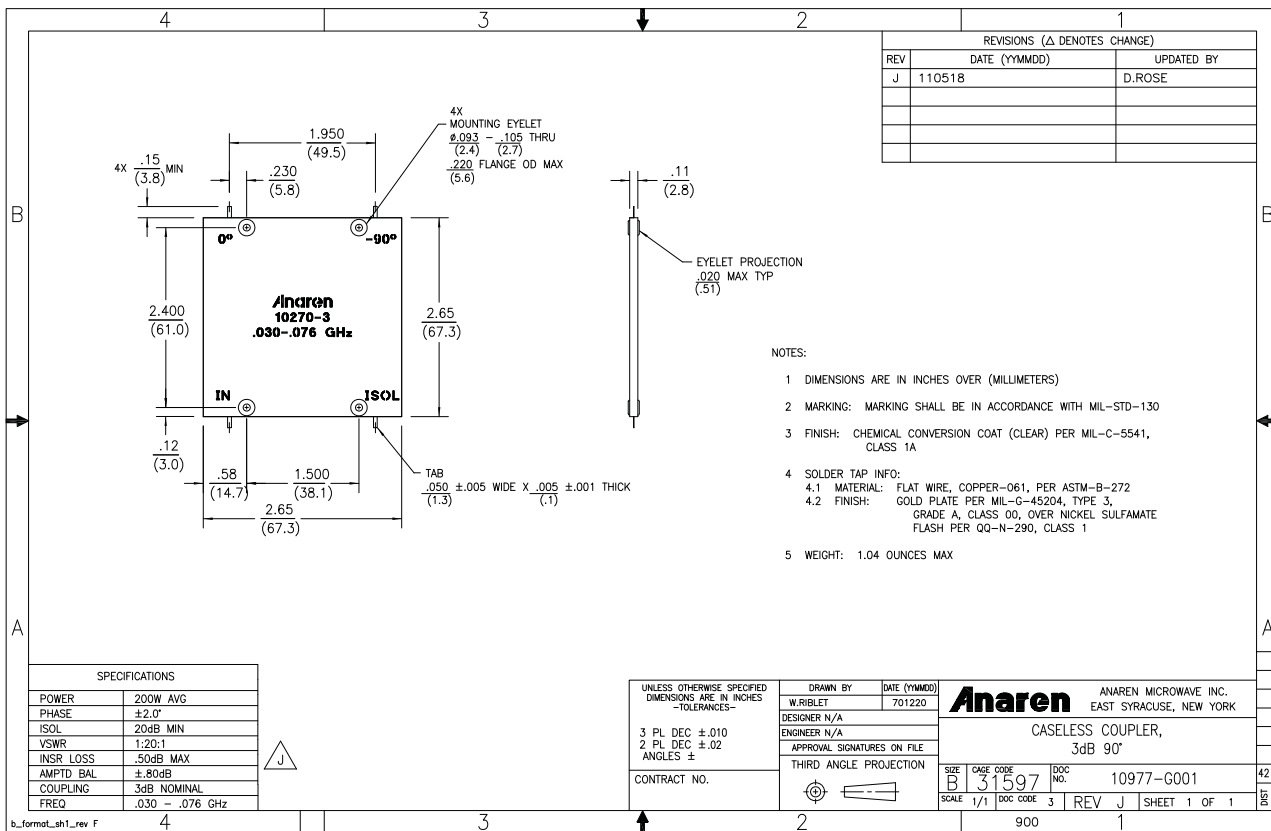 4 3 2 1
REVISIONS (△ DENOTES CHANGE)
REV DATE (YYMMDD) UPDATED BY
J 110518 D.ROSE
B
B
4X
MOUNTING EYELET
ø.093 - .105 THRU
(2.4) (2.7)
.220 FLANGE OD MAX
(5.6)
1.950
(49.5)
4X .15 MIN
(3.8)
.230
(5.8)
.11
(2.8)
0° -90°
EYELET PROJECTION
.020 MAX TYP
(.51)
2.400
(61.0)
Anaren
10270-3
.030-.076 GHz
2.65
(67.3)
IN ISOL
.12
(3.0)
.58
(14.7)
1.500
(38.1)
2.65
(67.3)
TAB
.050 ±.005 WIDE X .005 ±.001 THICK
(1.3) (.1)
NOTES:
1 DIMENSIONS ARE IN INCHES OVER (MILLIMETERS)
2 MARKING: MARKING SHALL BE IN ACCORDANCE WITH MIL-STD-130
3 FINISH: CHEMICAL CONVERSION COAT (CLEAR) PER MIL-C-5541,
CLASS 1A
4 SOLDER TAP INFO:
4.1 MATERIAL: FLAT WIRE, COPPER-061, PER ASTM-B-272
4.2 FINISH: GOLD PLATE PER MIL-G-45204, TYPE 3,
GRADE A, CLASS 00, OVER NICKEL SULFAMATE
FLASH PER QQ-N-290, CLASS 1
5 WEIGHT: 1.04 OUNCES MAX
A
A
SPECIFICATIONS
POWER 200W AVG
PHASE ±2.0°
ISOL 20dB MIN
VSWR 1:20:1
INSR LOSS .50dB MAX
AMPTD BAL ±.80dB
COUPLING 3dB NOMINAL
FREQ .030 - .076 GHz
J
UNLESS OTHERWISE SPECIFIED
DIMENSIONS ARE IN INCHES
-TOLERANCES-
3 PL DEC ±.010
2 PL DEC ±.02
ANGLES ±
CONTRACT NO.
DRAWN BY DATE (YYMMDD)
W.RIBLET 701220
DESIGNER N/A
ENGINEER N/A
APPROVAL SIGNATURES ON FILE
THIRD ANGLE PROJECTION
Anaren
ANAREN MICROWAVE INC.
EAST SYRACUSE, NEW YORK
CASELESS COUPLER,
3dB 90°
SIZE B
CAGE CODE 31597
DOC NO. 10977-G001
SCALE 1/1 DOC CODE 3 REV J SHEET 1 OF 1
42
DIST
b_format_sh1_rev F
4 3 2 900 1